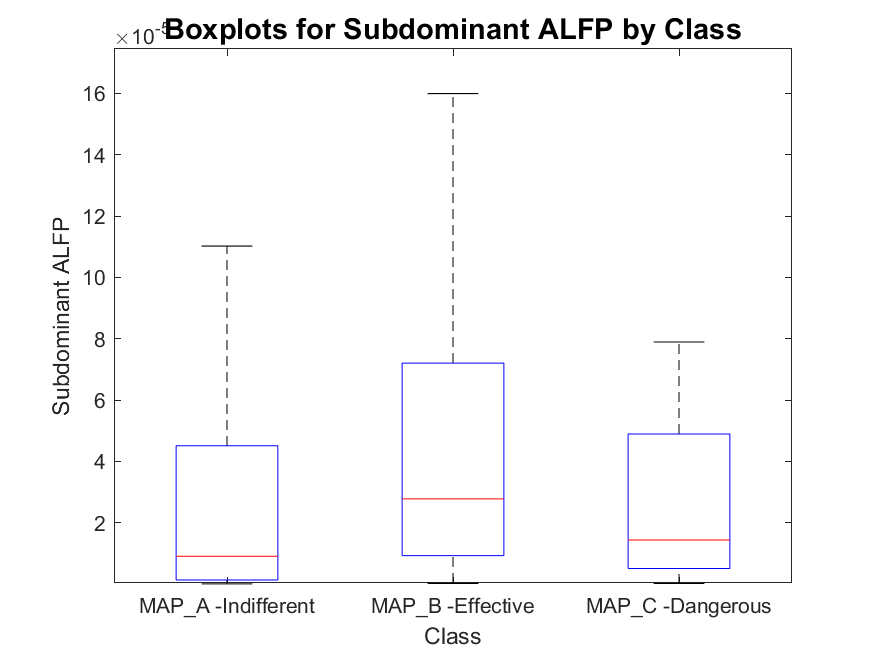 Boxplots for Subdominant ALFP by Class
×10-5
16
14
12
10
8
6
4
2
Subdominant ALFP
MAP_A -Indifferent MAP_B -Effective MAP_C -Dangerous
Class